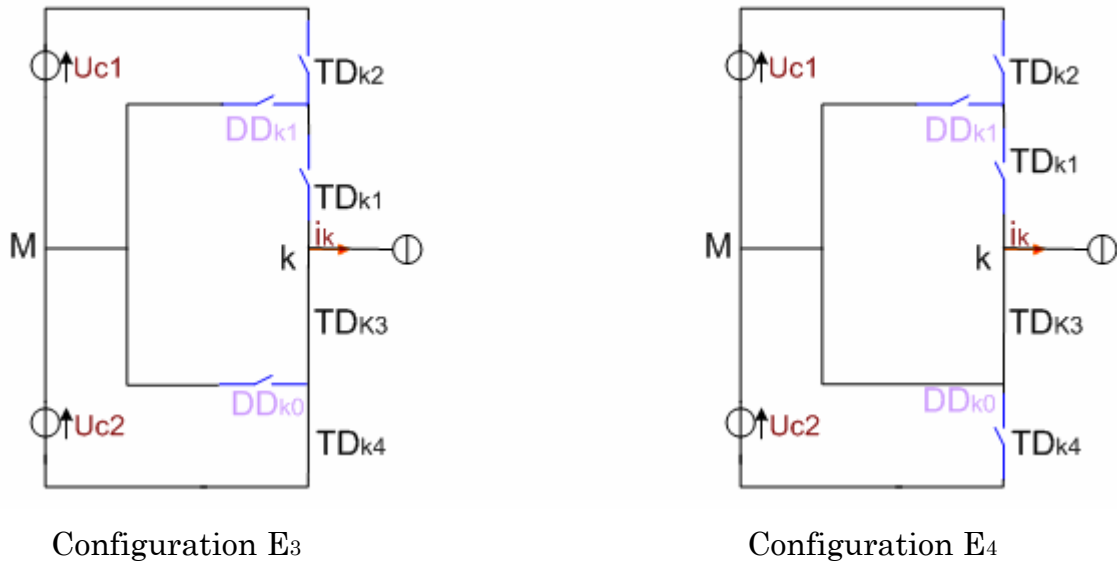 Uc1
TDk2
DDk1
TDk1
M
ik
k
TDK3
DDk0
Uc2
TDk4
Configuration E3
Uc1
TDk2
DDk1
TDk1
M
ik
k
TDK3
DDk0
Uc2
TDk4
Configuration E4